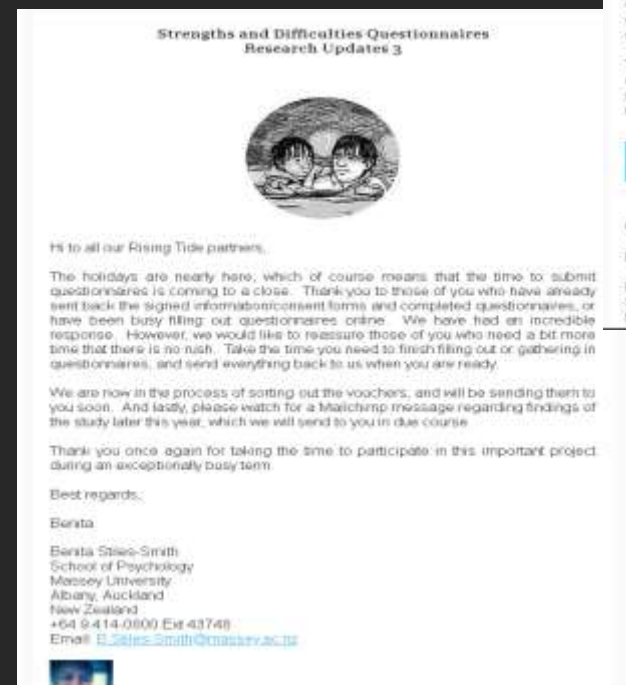 Strengths and Difficulties Questionnaires
Research Updates 3
Hi to all our Rising Tide partners,
The holidays are nearly here, which of course means that the time to submit
questionnaires is coming to a close. Thank you to those of you who have already
sent back the signed information/consent forms and completed questionnaires, or
have been busy filling out questionnaires online. We have had an incredible
response. However, we would like to reassure those of you who need a bit more
time that there is no rush. Take the time you need to finish filling out or gathering in
questionnaires, and send everything back to us when you are ready.
We are now in the process of sorting out the vouchers, and will be sending them to
you soon. And lastly, please watch for a Mailchimp message regarding findings of
the study later this year, which we will send to you in due course.
Thank you once again for taking the time to participate in this important project
during an exceptionally busy term.
Best regards,
Benita
Benita Stiles-Smith
School of Psychology
Massey University
Albany, Auckland
New Zealand
+64 9 414-0800 Ext 43748
Email: B.Stiles-Smith@massey.ac.nz